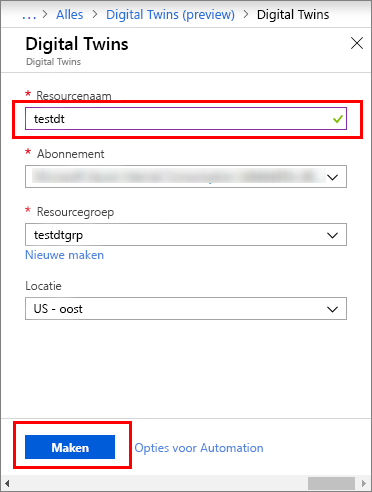 ... > Alles > Digital Twins (preview) > Digital Twins
Digital Twins
Digital Twins
* Resourcenaam
testdt
* Abonnement
* Resourcegroep
testdtgrp
Nieuwe maken
Locatie
US - oost
Maken
Opties voor Automation